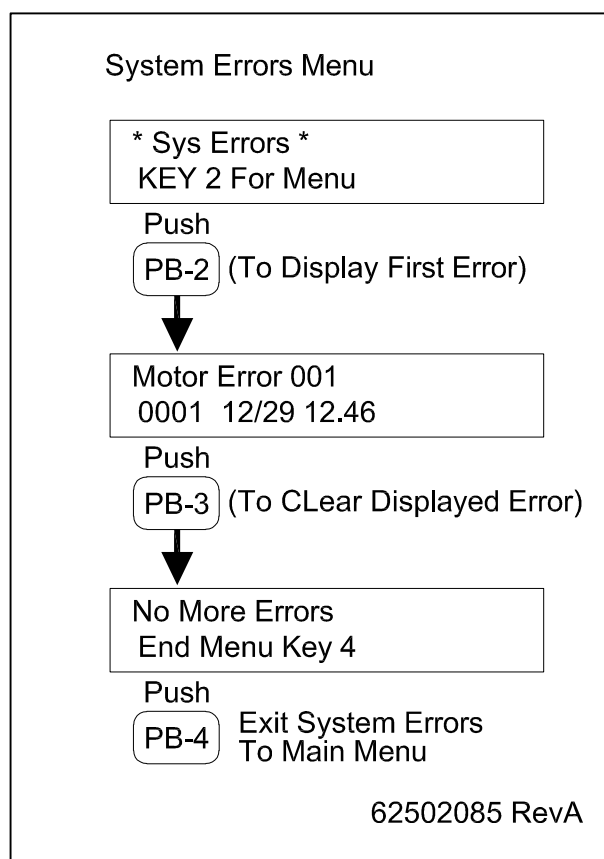 System Errors Menu
* Sys Errors *
KEY 2 For Menu
Push
PB-2 (To Display First Error)
Motor Error 001
0001 12/29 12.46
Push
PB-3 (To CLear Displayed Error)
No More Errors
End Menu Key 4
Push
PB-4 Exit System Errors
To Main Menu
62502085 RevA